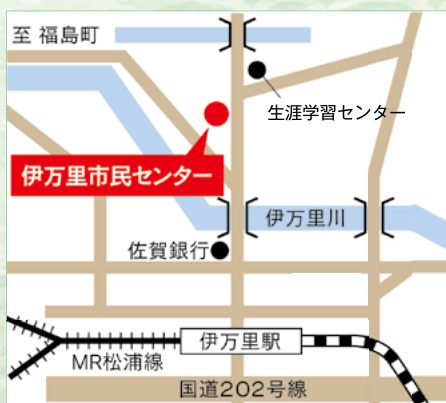 至 福島町
生涯学習センター
伊万里市民センター
伊万里川
佐賀銀行
伊万里駅
MR松浦線
国道202号線